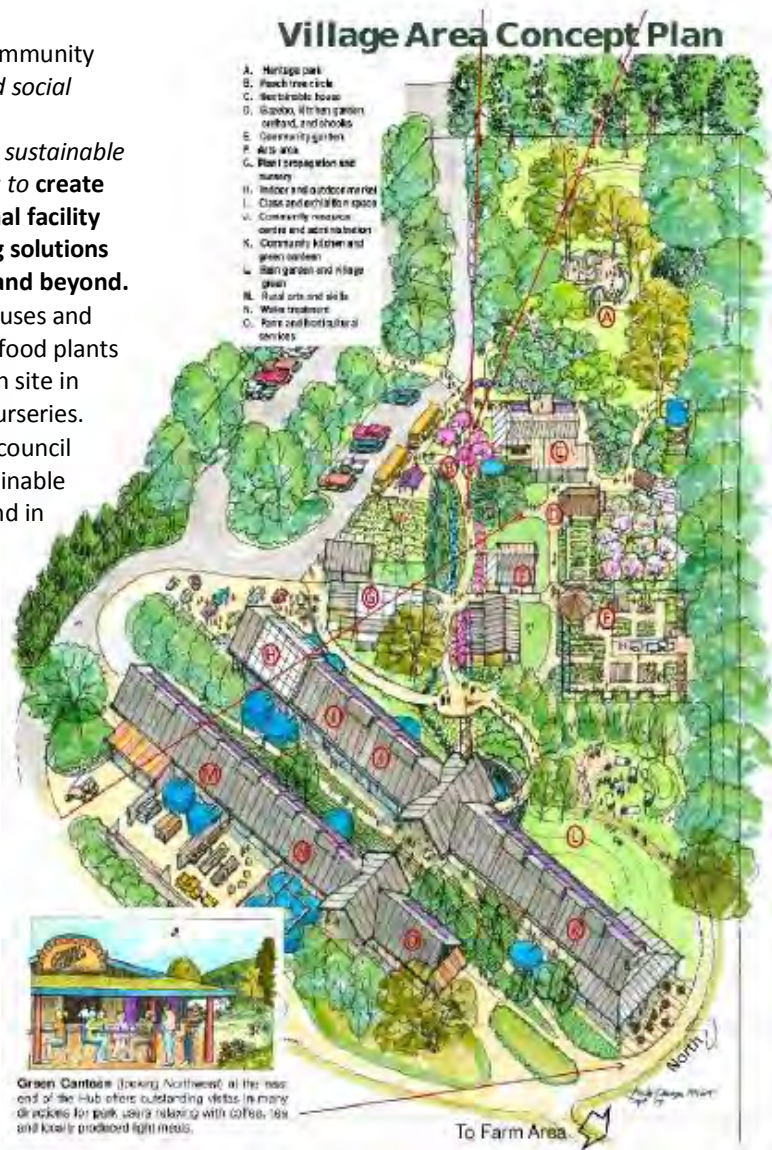 Village Area Concept Plan
mmunity
d social
sustainable
to create
nal facility
g solutions
and beyond.
uses and
food plants
n site in
urseries.
council
inable
nd in
A. Heritage park
B. Peach tree circle
C. Sustainable house
D. Gazebo, kitchen garden,
orchard, and chooks
E. Community garden
F. Arts area
G. Plant propagation and
nursery
H. Indoor and outdoor market
I. Class and exhibition space
J. Community resource
centre and administration
K. Community kitchen and
green canteen
L. Rain garden and village
green
M. Rural arts and skills
N. Water treatment
O. Farm and horticultural
services
A
B
C
D
F
E
G
H
I
J
M
L
N
K
O
Green Canteen (looking Northwest) at the east
end of the Hub offers outstanding vistas in many
directions for park users relaxing with coffee, tea
and locally produced light meals.
North
To Farm Area